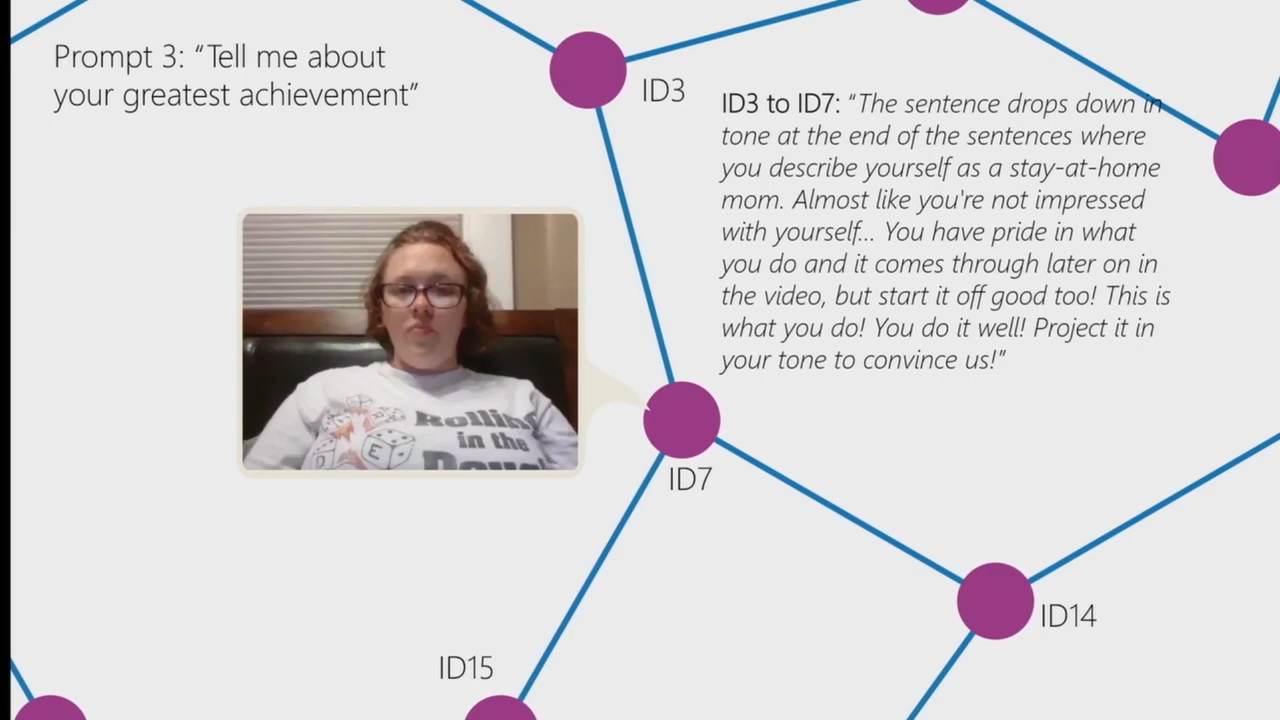 Prompt 3: “Tell me about
your greatest achievement”
ID3
ID3 to ID7: “The sentence drops down in
tone at the end of the sentences where
you describe yourself as a stay-at-home
mom. Almost like you're not impressed
with yourself... You have pride in what
you do and it comes through later on in
the video, but start it off good too! This is
what you do! You do it well! Project it in
your tone to convince us!”
in the
D
E
ID7
ID14
ID15